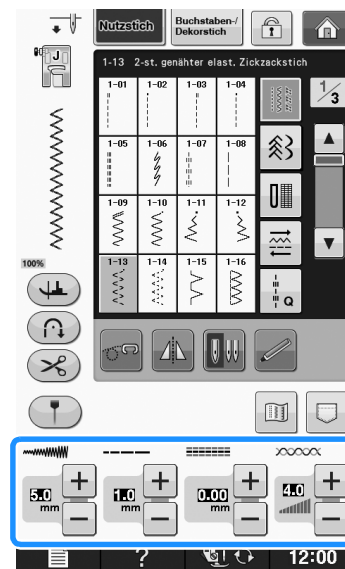 Nutzstich
Buchstaben-/
Dekorstich
J
1-13 2-st. genähter elast. Zickzackstich
1-01 1-02 1-03 1-04
1/3
1-05 1-06 1-07 1-08
1-09 1-10 1-11 1-12
100%
1-13 1-14 1-15 1-16
Q
5.0 mm
1.0 mm
0.00 mm
4.0
?
12:00